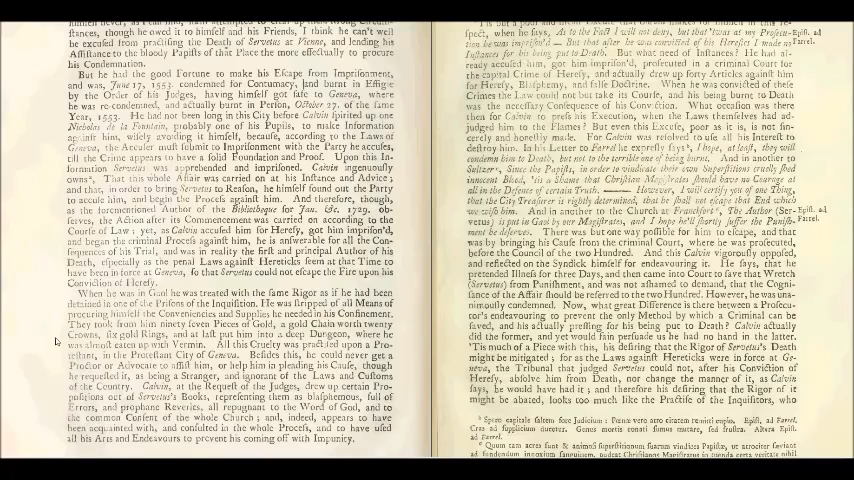 stances, though he owed it to himself and his Friends, I think he can't well
be excused from practising the Death of Servetus at Vienne, and lending his
Assistance to the bloody Papists of that Place the more effectually to procure
his Condemnation.
But he had the good Fortune to make his Escape from Imprisonment,
and was, June 17, 1553. condemned for Contumacy, and burnt in Effigie
by the Order of his Judges, having himself got safe to Geneva, where
he was re-condemned, and actually burnt in Person, October 27. of the same
Year, 1553. He had not been long in this City before Calvin spirited up one
Nicholas de la Fountain, probably one of his Pupils, to make Information
against him, wisely avoiding it himself, because, according to the Laws of
Geneva, the Accuser must submit to Imprisonment with the Party he accuses,
till the Crime appears to have a solid Foundation and Proof. Upon this In-
formation Servetus was apprehended and imprisoned. Calvin ingenuously
owns, That this whole Affair was carried on at his Instance and Advice;
and that, in order to bring Servetus to Reason, he himself found out the Party
to accuse him, and begin the Process against him. And therefore, though,
as the forementioned Author of the Bibliotheque for Jan. &c. 1729. ob-
serves, the Action after its Commencement was carried on according to the
Course of Law; yet, as Calvin accused him for Heresy, got him imprison'd,
and began the criminal Process against him, he is answerable for all the Con-
sequences of his Trial, and was in reality the first and principal Author of his
Death, especially as the penal Laws against Hereticks seem at that Time to
have been in force at Geneva, so that Servetus could not escape the Fire upon his
Conviction of Heresy.
When he was in Gaol he was treated with the same Rigor as if he had been
detained in one of the Prisons of the Inquisition. He was stripped of all Means of
procuring himself the Conveniencies and Supplies he needed in his Confinement.
They took from him ninety seven Pieces of Gold, a gold Chain worth twenty
Crowns, six gold Rings, and at last put him into a deep Dungeon, where he
was almost eaten up with Vermin. All this Cruelty was practised upon a Pro-
testant, in the Protestant City of Geneva. Besides this, he could never get a
Proctor or Advocate to assist him, or help him in pleading his Cause, though
he requested it, as being a Stranger, and ignorant of the Laws and Customs
of the Country. Calvin, at the Request of the Judges, drew up certain Pro-
positions out of Servetus's Books, representing them as blasphemous, full of
Errors, and prophane Reveries, all repugnant to the Word of God, and to
the common Consent of the whole Church; and, indeed, appears to have
been acquainted with, and consulted in the whole Process, and to have used
all his Arts and Endeavours to prevent his coming off with Impunity.
spect, when he says, As to the Fact I will not deny, but that 'twas at my Prosecu- Epist. ad
tion he was imprison'd — But that after he was convicted of his Heresies I made no Farrel.
Instances for his being put to Death. But what need of Instances? He had al-
ready accused him, got him imprison'd, prosecuted in a criminal Court for
the capital Crime of Heresy, and actually drew up forty Articles against him
for Heresy, Blasphemy, and false Doctrine. When he was convicted of these
Crimes the Law could not but take its Course, and his being burnt to Death
was the necessary Consequence of his Conviction. What occasion was there
then for Calvin to press his Execution, when the Laws themselves had ad-
judged him to the Flames? But even this Excuse, poor as it is, is not sin-
cerely and honestly made. For Calvin was resolved to use all his Interest to
destroy him. In his Letter to Farrel he expresly says, I hope, at least, they will
condemn him to Death, but not to the terrible one of being burnt. And in another to
Sultzer, Since the Papists, in order to vindicate their own Superstitions cruelly shed
innocent Blood, 'tis a Shame that Christian Magistrates should have no Courage at
all in the Defence of certain Truth. — However, I will certify you of one Thing,
that the City Treasurer is rightly determined, that he shall not escape that End which
we wish him. And in another to the Church at Franckfort, The Author (Ser- Epist. ad
vetus) is put in Gaol by our Magistrates, and I hope he'll shortly suffer the Punish- Farrel.
ment he deserves. There was but one way possible for him to escape, and that
was by bringing his Cause from the criminal Court, where he was prosecuted,
before the Council of the two Hundred. And this Calvin vigorously opposed,
and reflected on the Syndick himself for endeavouring it. He says, that he
pretended Illness for three Days, and then came into Court to save that Wretch
(Servetus) from Punishment, and was not ashamed to demand, that the Cogni-
sance of the Affair should be referred to the two Hundred. However, he was una-
nimously condemned. Now, what great Difference is there between a Prosecu-
tor's endeavouring to prevent the only Method by which a Criminal can be
saved, and his actually pressing for his being put to Death? Calvin actually
did the former, and yet would fain persuade us he had no hand in the latter.
'Tis much of a Piece with this, his desiring that the Rigor of Servetus's Death
might be mitigated; for as the Laws against Hereticks were in force at Ge-
neva, the Tribunal that judged Servetus could not, after his Conviction of
Heresy, absolve him from Death, nor change the manner of it, as Calvin
says, he would have had it; and therefore his desiring that the Rigor of it
might be abated, looks too much like the Practise of the Inquisitors, who
b Spero capitale saltem fore Judicium: Poenæ vero atrocitatem remitti cupio. Epist. ad Farrel.
ad Farrel.
c Quum tam acres sunt & animosi superstitionum suarum vindices Papistæ, ut atrociter sæviant